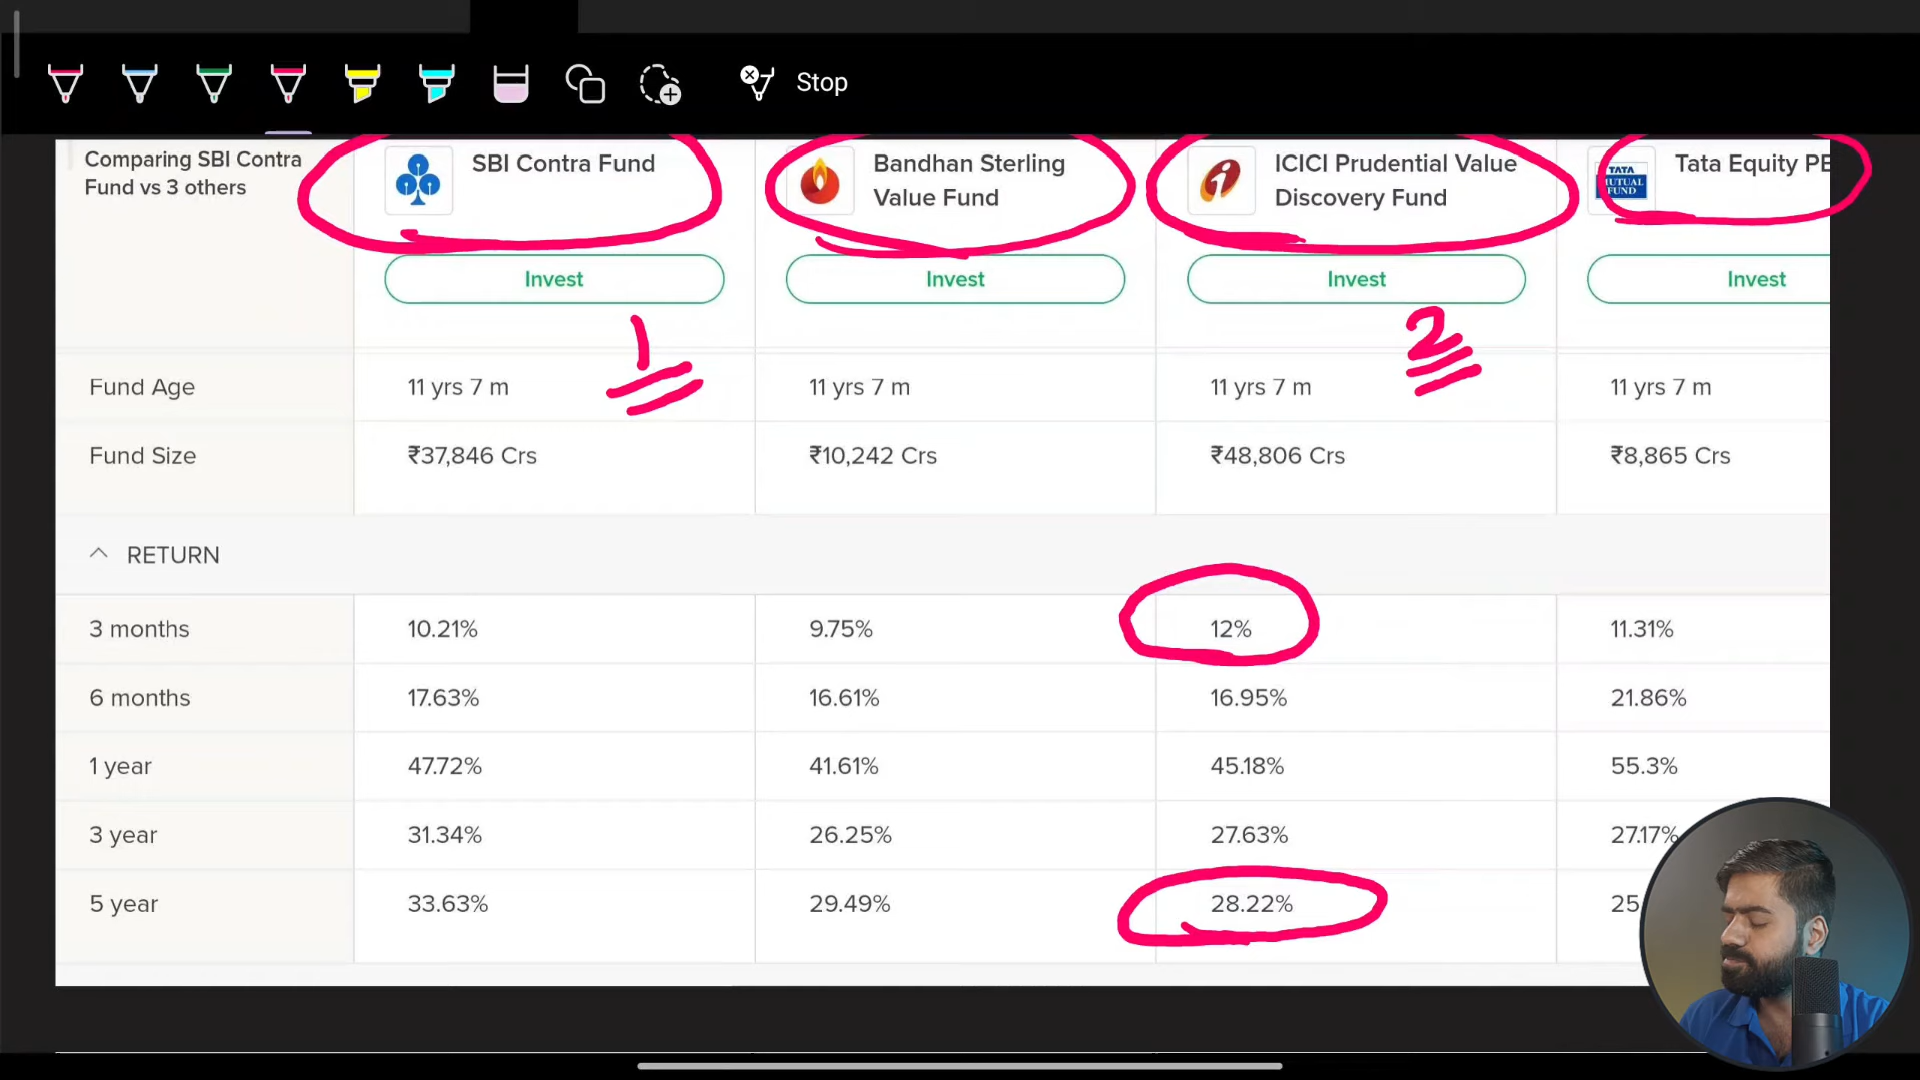 Stop
Comparing SBI Contra
Fund vs 3 others
SBI Contra Fund
Bandhan Sterling
Value Fund
ICICI Prudential Value
Discovery Fund
TATA
MUTUAL
FUND
Tata Equity PE
Invest
Invest
Invest
Invest
1
2
Fund Age
11 yrs 7 m
11 yrs 7 m
11 yrs 7 m
11 yrs 7 m
Fund Size
₹37,846 Crs
₹10,242 Crs
₹48,806 Crs
₹8,865 Crs
RETURN
3 months
10.21%
9.75%
12%
11.31%
6 months
17.63%
16.61%
16.95%
21.86%
1 year
47.72%
41.61%
45.18%
55.3%
3 year
31.34%
26.25%
27.63%
27.17%
5 year
33.63%
29.49%
28.22%
25.